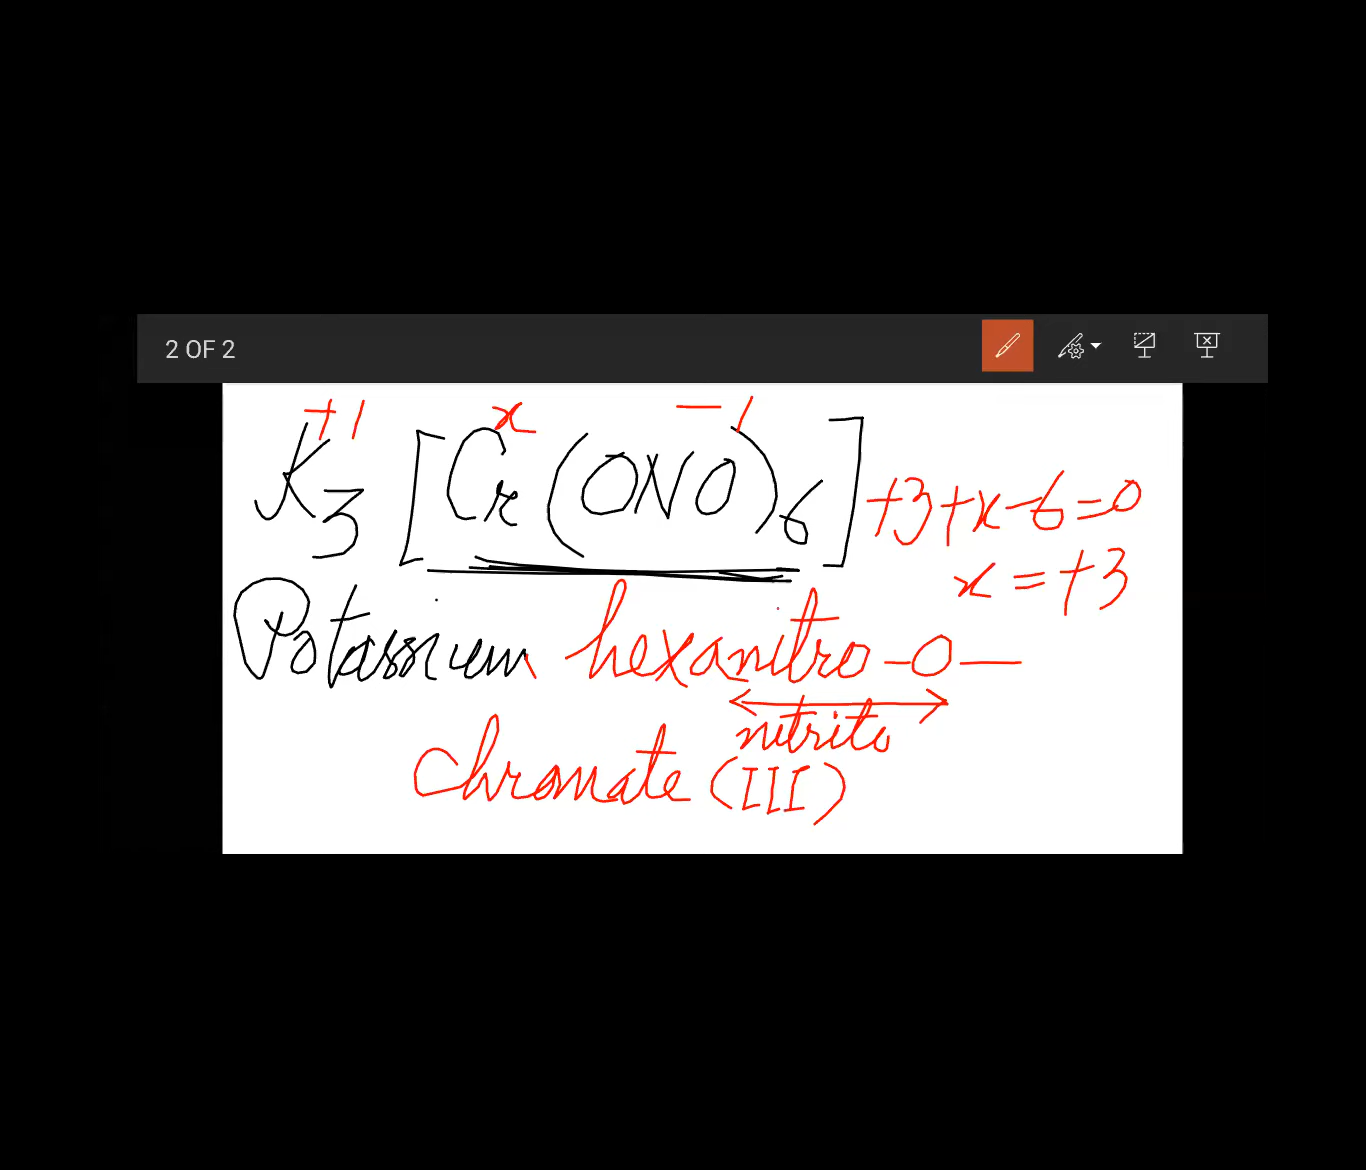 2 OF 2
+1 x -1
K3 [Cr(ONO)6] +3+x-6=0
x = +3
Potassium hexanitro-O-
nitrito
chromate (III)